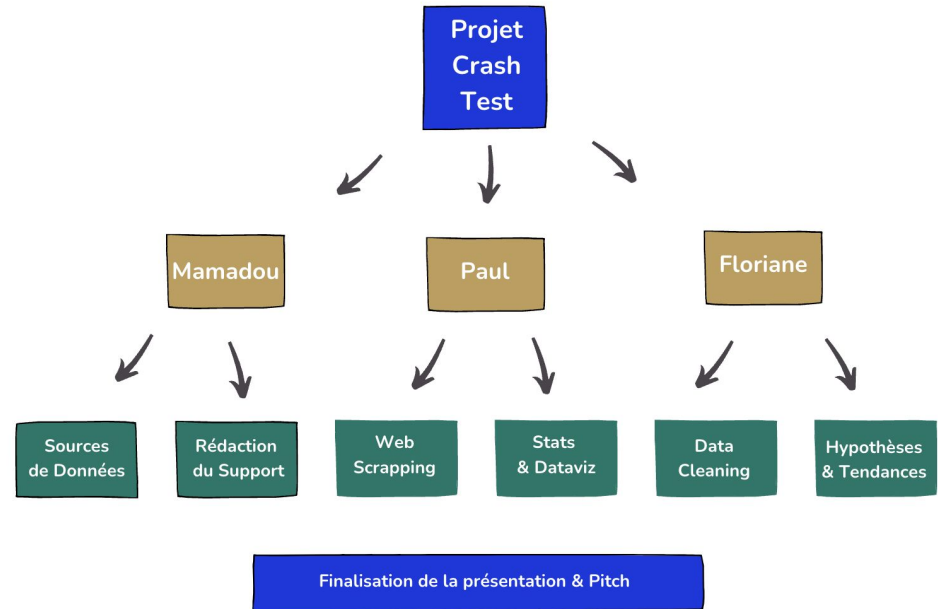 Projet
Crash
Test
Mamadou
Paul
Floriane
Sources
de Données
Rédaction
du Support
Web
Scrapping
Stats
& Dataviz
Data
Cleaning
Hypothèses
& Tendances
Finalisation de la présentation & Pitch